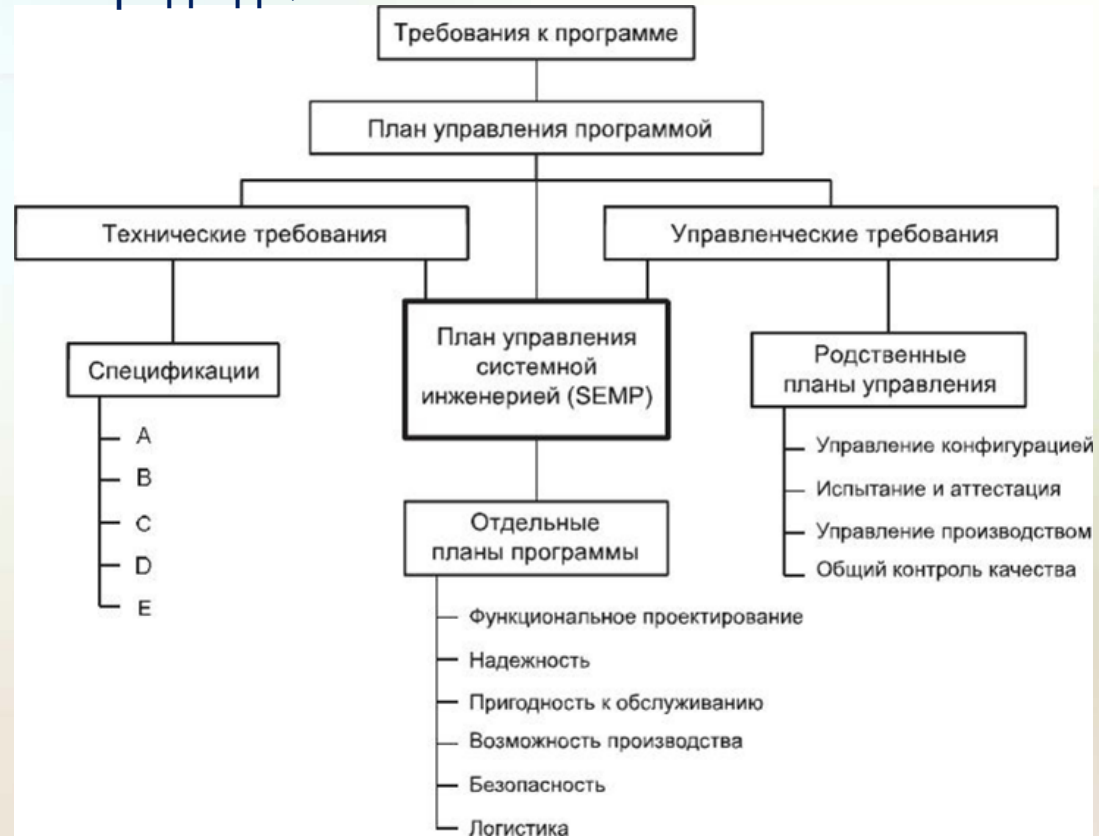 Требования к программе
План управления программой
Технические требования
Управленческие требования
План управления
системной
инженерией (SEMP)
Спецификации
A
B
C
D
E
Родственные
планы управления
Управление конфигурацией
Испытание и аттестация
Управление производством
Общий контроль качества
Отдельные
планы программы
Функциональное проектирование
Надежность
Пригодность к обслуживанию
Возможность производства
Безопасность
Логистика